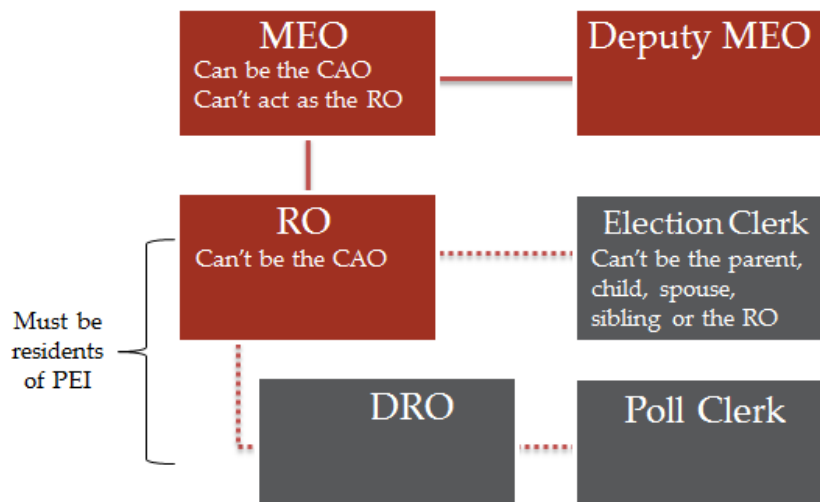 MEO
Can be the CAO
Can't act as the RO
Deputy MEO
RO
Can't be the CAO
Election Clerk
Can't be the parent,
child, spouse,
sibling or the RO
Must be
residents
of PEI
DRO
Poll Clerk